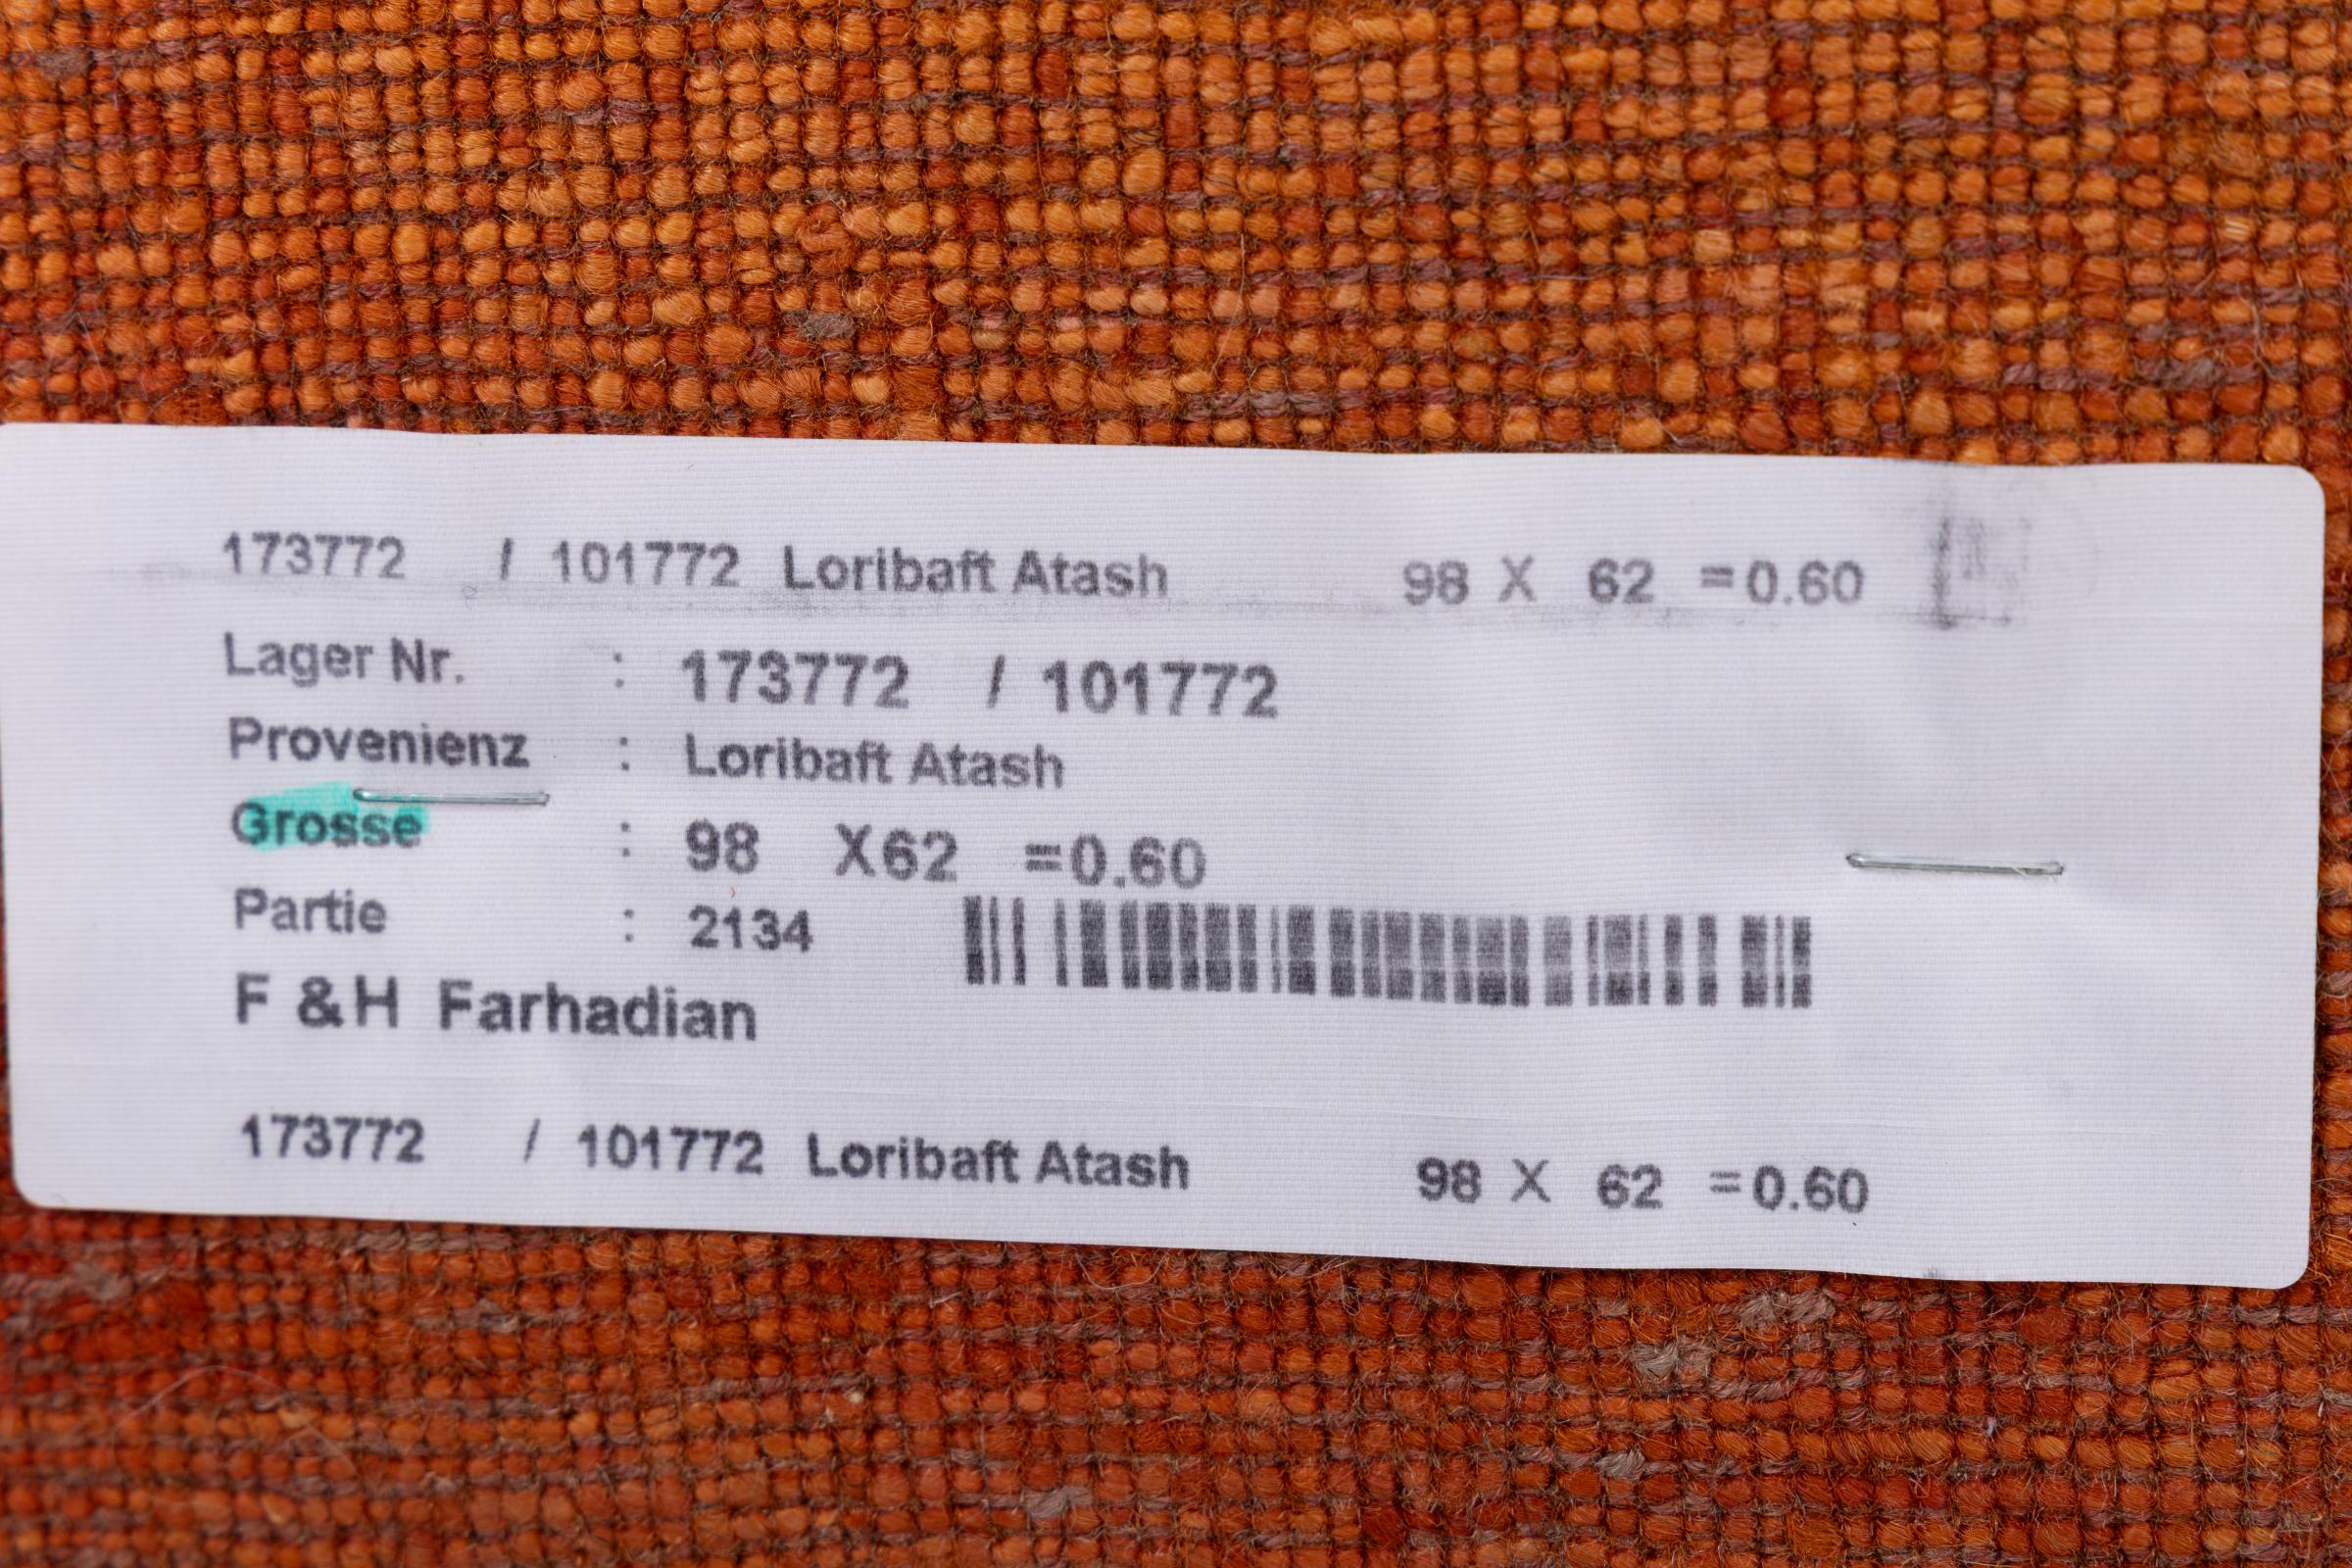 173772 / 101772 Loribaft Atash 98 X 62 =0.60
Lager Nr. : 173772 / 101772
Provenienz : Loribaft Atash
Grosse : 98 X62 =0.60
Partie : 2134
F &H Farhadian
173772 / 101772 Loribaft Atash 98 X 62 =0.60